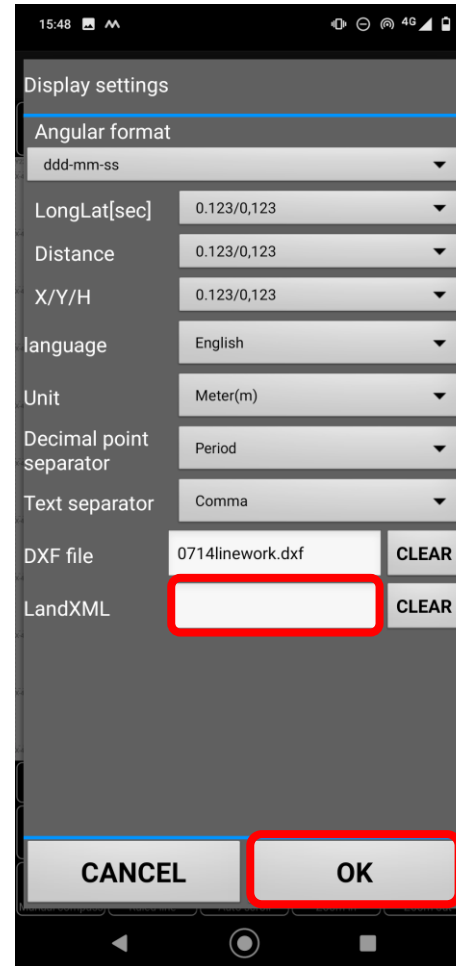 15:48 4G
Display settings
Angular format
ddd-mm-ss
LongLat[sec] 0.123/0,123
Distance 0.123/0,123
X/Y/H 0.123/0,123
language English
Unit Meter(m)
Decimal point
separator Period
Text separator Comma
DXF file 0714linework.dxf CLEAR
LandXML CLEAR
CANCEL OK